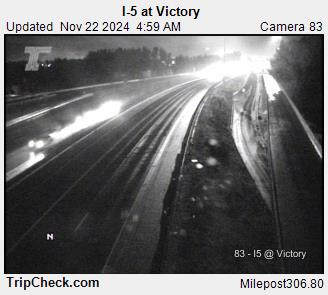 I-5 at Victory
Updated Nov 22 2024 4:59 AM Camera 83
T
N
83 - I5 @ Victory
TripCheck.com Milepost306.80